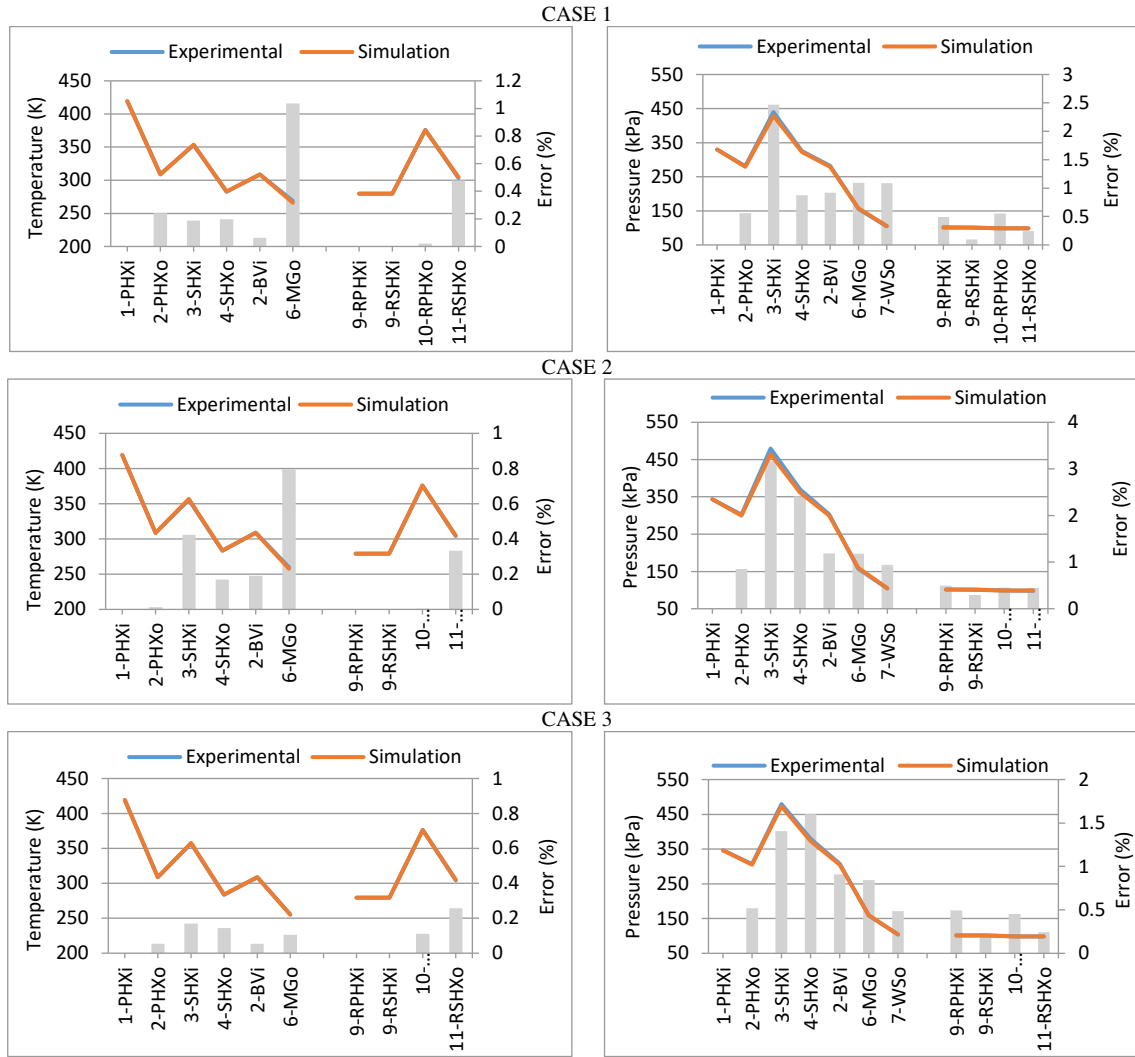 CASE 1
Experimental Simulation
Temperature (K)
450
400
350
300
250
200
1.2
1
0.8
0.6
0.4
0.2
0
Error (%)
1-PHXi
2-PHXo
3-SHXi
4-SHXo
2-BVi
6-MGo
9-RPHXi
9-RSHXi
10-RPHXo
11-RSHXo
Experimental Simulation
Pressure (kPa)
550
450
350
250
150
50
3
2.5
2
1.5
1
0.5
0
Error (%)
1-PHXi
2-PHXo
3-SHXi
4-SHXo
2-BVi
6-MGo
7-WSo
9-RPHXi
9-RSHXi
10-RPHXo
11-RSHXo
CASE 2
Experimental Simulation
Temperature (K)
450
400
350
300
250
200
1
0.8
0.6
0.4
0.2
0
Error (%)
1-PHXi
2-PHXo
3-SHXi
4-SHXo
2-BVi
6-MGo
9-RPHXi
9-RSHXi
10-...
11-...
Experimental Simulation
Pressure (kPa)
550
450
350
250
150
50
4
3
2
1
0
Error (%)
1-PHXi
2-PHXo
3-SHXi
4-SHXo
2-BVi
6-MGo
7-WSo
9-RPHXi
9-RSHXi
10-...
11-...
CASE 3
Experimental Simulation
Temperature (K)
450
400
350
300
250
200
1
0.8
0.6
0.4
0.2
0
Error (%)
1-PHXi
2-PHXo
3-SHXi
4-SHXo
2-BVi
6-MGo
9-RPHXi
9-RSHXi
10-...
11-RSHXo
Experimental Simulation
Pressure (kPa)
550
450
350
250
150
50
2
1.5
1
0.5
0
Error (%)
1-PHXi
2-PHXo
3-SHXi
4-SHXo
2-BVi
6-MGo
7-WSo
9-RPHXi
9-RSHXi
10-...
11-RSHXo